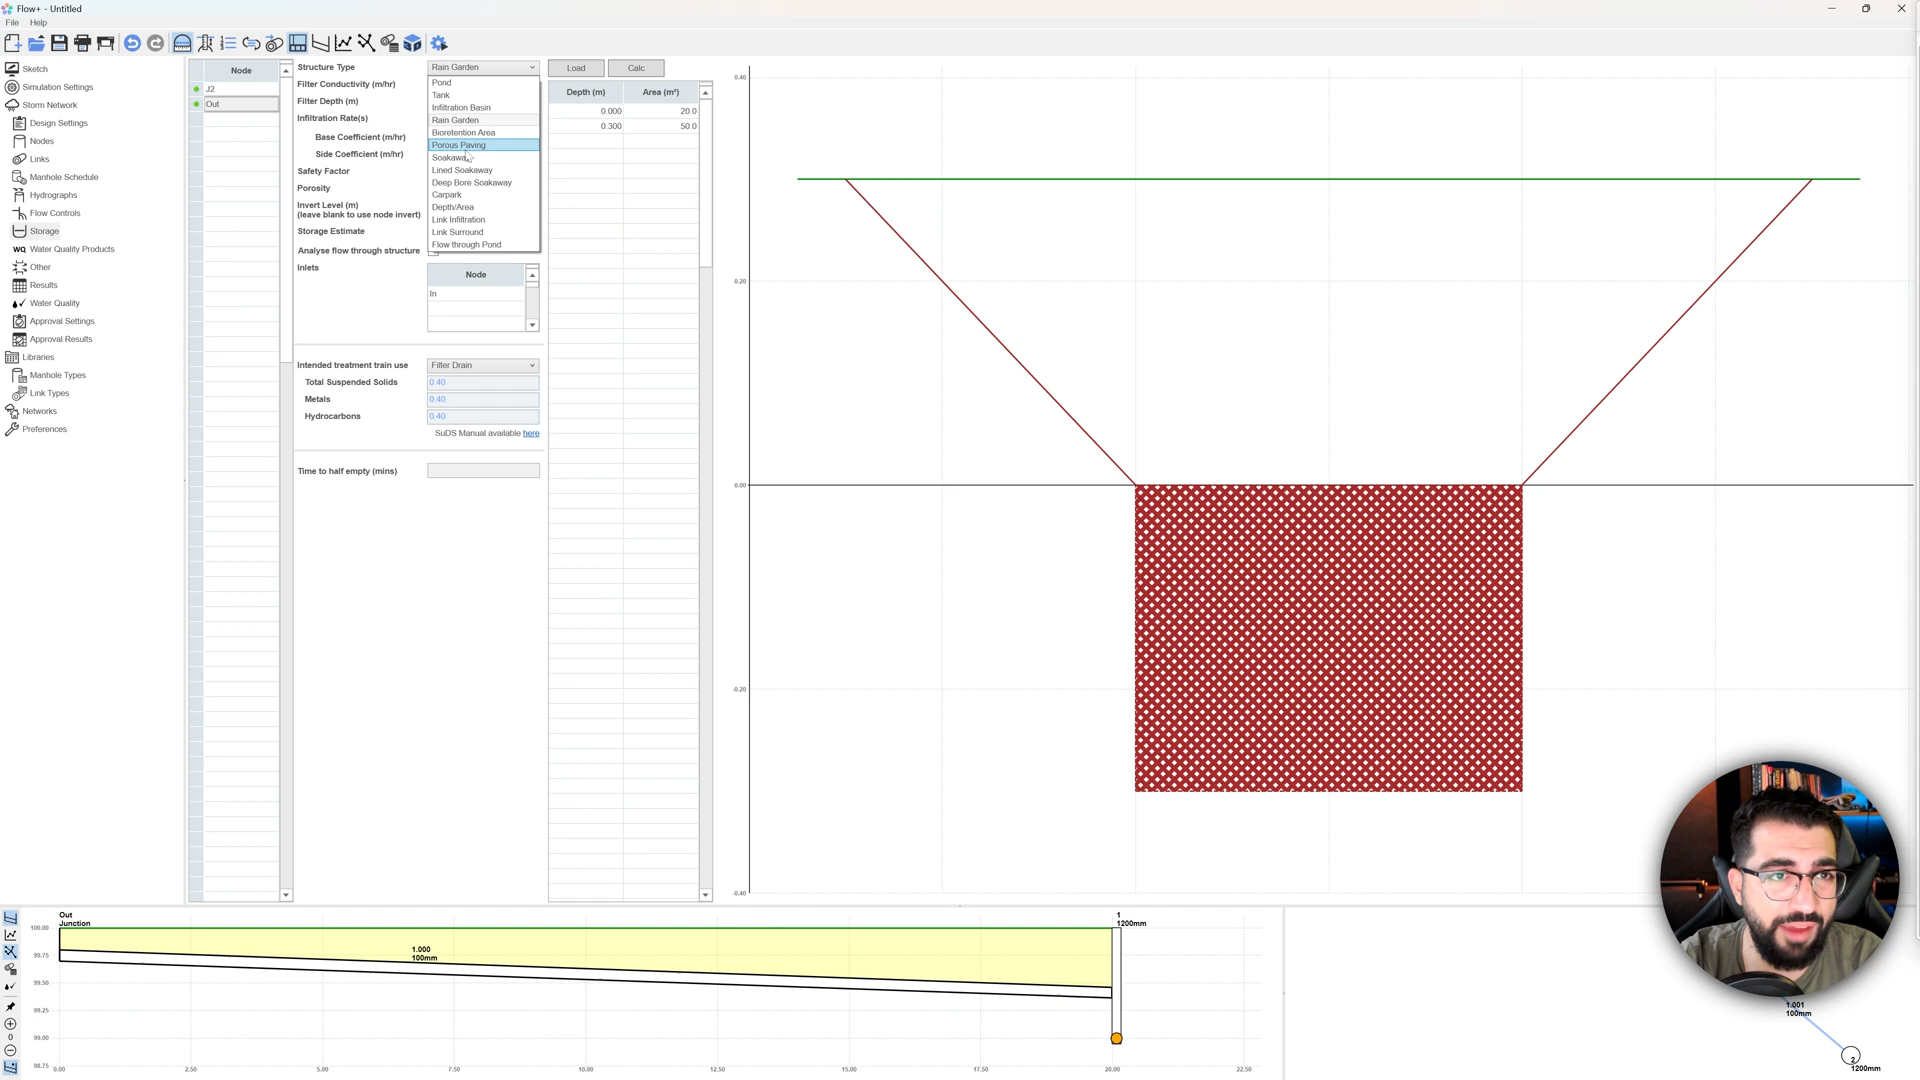 Flow+ - Untitled
File Help
Sketch
Simulation Settings
Storm Network
Design Settings
Nodes
Links
Manhole Schedule
Hydrographs
Flow Controls
Storage
WQ Water Quality Products
Other
Results
Water Quality
Approval Settings
Approval Results
Libraries
Manhole Types
Link Types
Networks
Preferences
Node
J2
Out
Structure Type
Filter Conductivity (m/hr)
Filter Depth (m)
Infiltration Rate(s)
Base Coefficient (m/hr)
Side Coefficient (m/hr)
Safety Factor
Porosity
Invert Level (m)
(leave blank to use node invert)
Storage Estimate
Analyse flow through structure
Inlets
Rain Garden
Pond
Tank
Infiltration Basin
Rain Garden
Bioretention Area
Porous Paving
Soakaway
Lined Soakaway
Deep Bore Soakaway
Carpark
Depth/Area
Link Infiltration
Link Surround
Flow through Pond
Node
In
Intended treatment train use Filter Drain
Total Suspended Solids 0.40
Metals 0.40
Hydrocarbons 0.40
SuDS Manual available here
Time to half empty (mins)
Load Calc
Depth (m) Area (m²)
0.000 20.0
0.300 50.0
0.40
0.20
0.00
-0.20
-0.40
Out
Junction
1
1200mm
1.000
100mm
100.00
99.75
99.50
99.25
99.00
98.75
0.00 2.50 5.00 7.50 10.00 12.50 15.00 17.50 20.00 22.50
0
1.001
100mm
2
1200mm